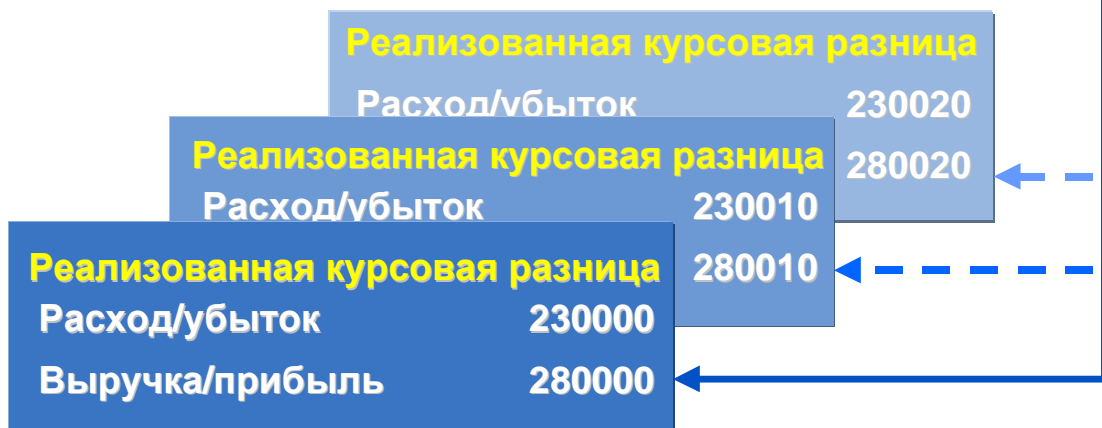 Реализованная курсовая разница
Расход/убыток 230020
280020
Реализованная курсовая разница
Расход/убыток 230010
280010
Реализованная курсовая разница
Расход/убыток 230000
Выручка/прибыль 280000